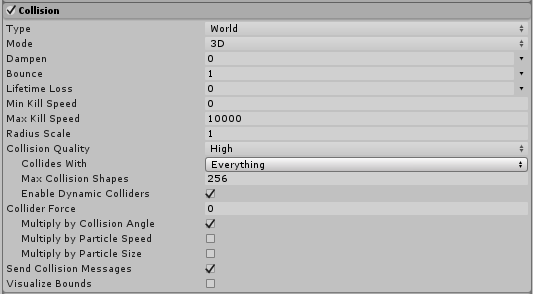 Collision
Type World
Mode 3D
Dampen 0
Bounce 1
Lifetime Loss 0
Min Kill Speed 0
Max Kill Speed 10000
Radius Scale 1
Collision Quality High
Collides With Everything
Max Collision Shapes 256
Enable Dynamic Colliders
Collider Force 0
Multiply by Collision Angle
Multiply by Particle Speed
Multiply by Particle Size
Send Collision Messages
Visualize Bounds